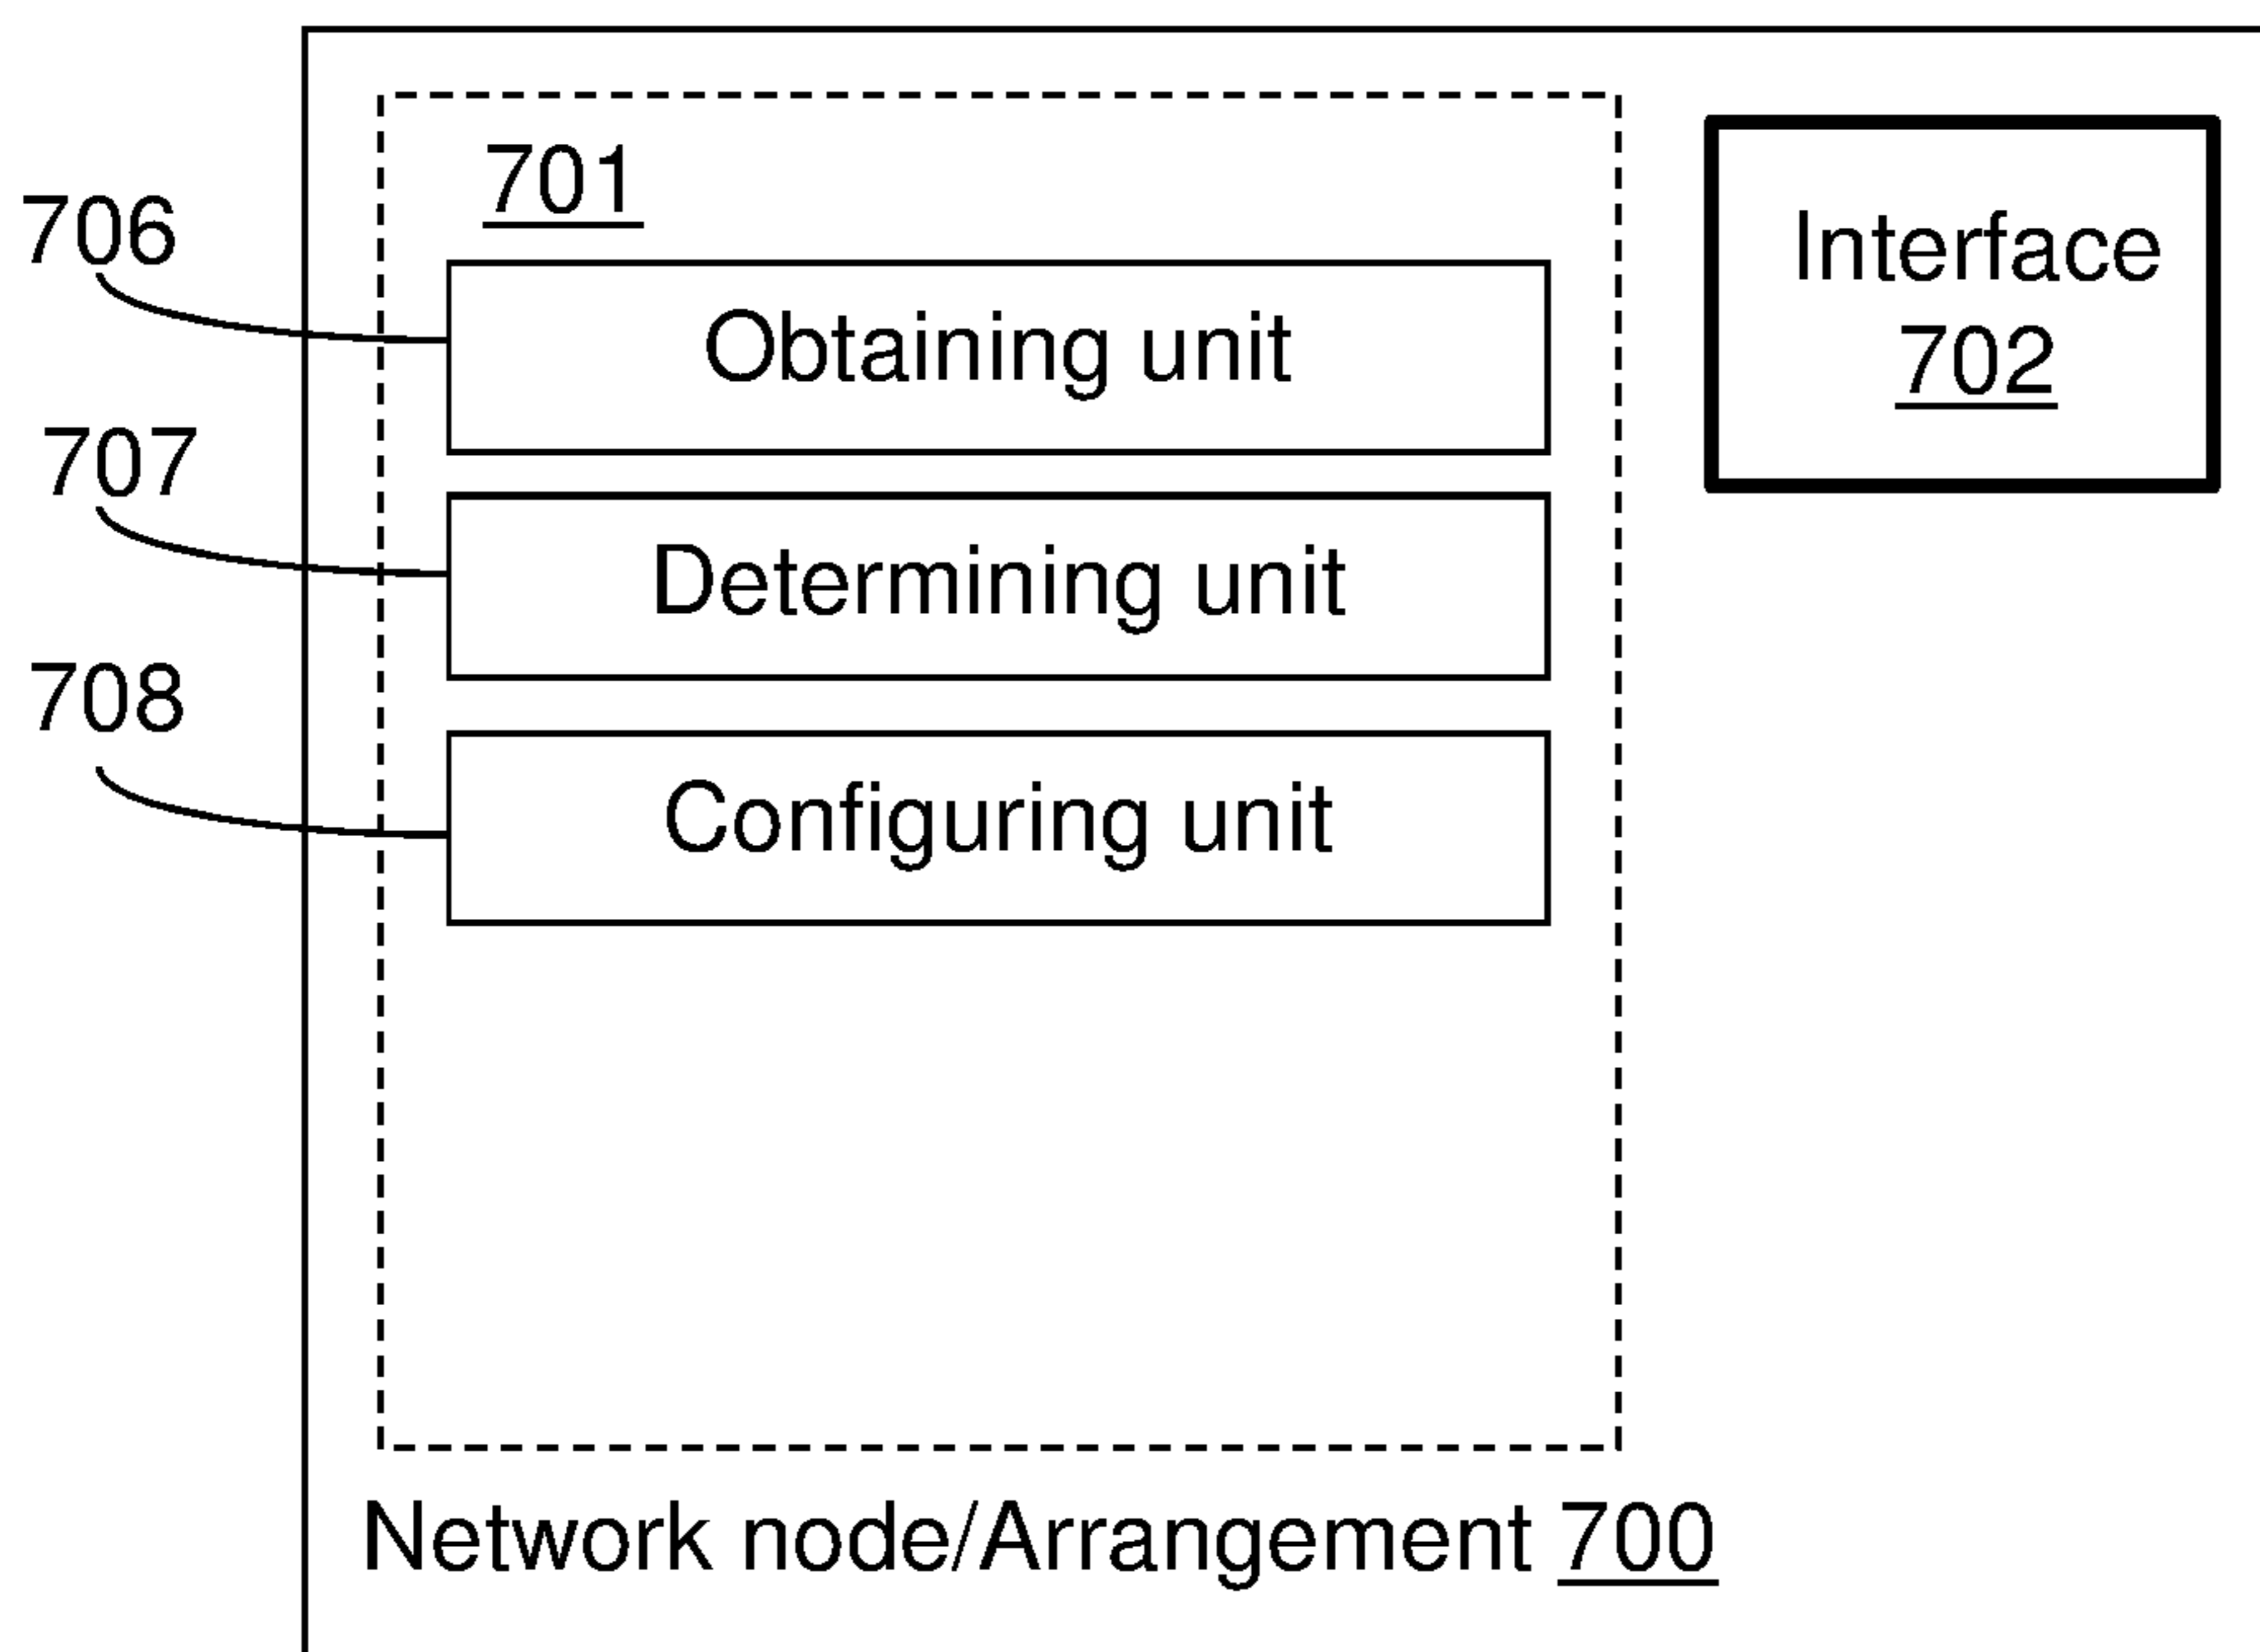 701
706
Interface
702
Obtaining unit
707
Determining unit
708
Configuring unit
Network node/Arrangement 700